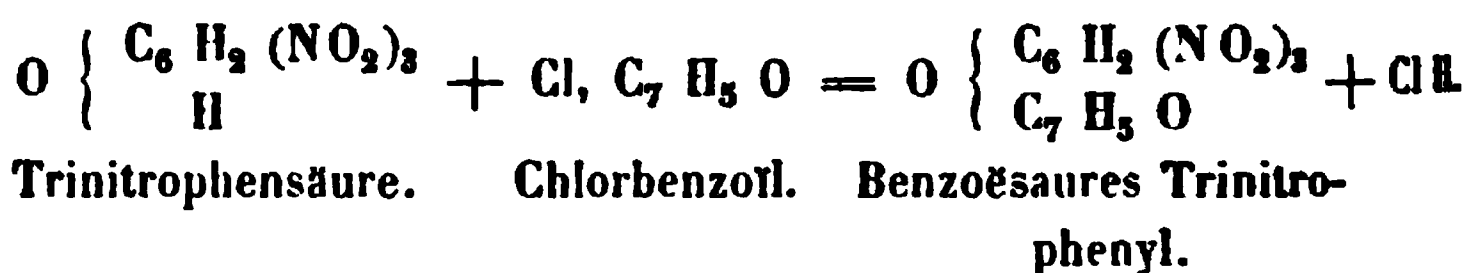 O { C₆ H₂ (NO₂)₃ / H + Cl, C₇ H₅ O = O { C₆ H₂ (NO₂)₃ / C₇ H₅ O + Cl H.
Trinitrophensäure. Chlorbenzoïl. Benzoësaures Trinitro-
phenyl.